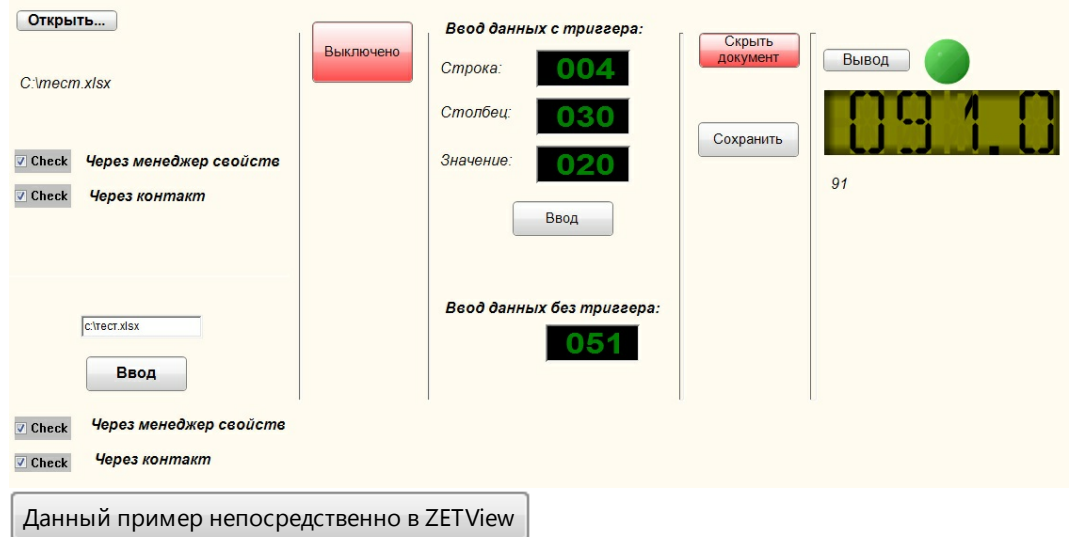 Открыть...
C:\тест.xlsx
Check Через менеджер свойств
Check Через контакт
c:\тест.xlsx
Ввод
Check Через менеджер свойств
Check Через контакт
Выключено
Ввод данных с триггера:
Строка: 004
Столбец: 030
Значение: 020
Ввод
Ввод данных без триггера:
051
Скрыть
документ
Сохранить
Вывод
091.0
91
Данный пример непосредственно в ZETView